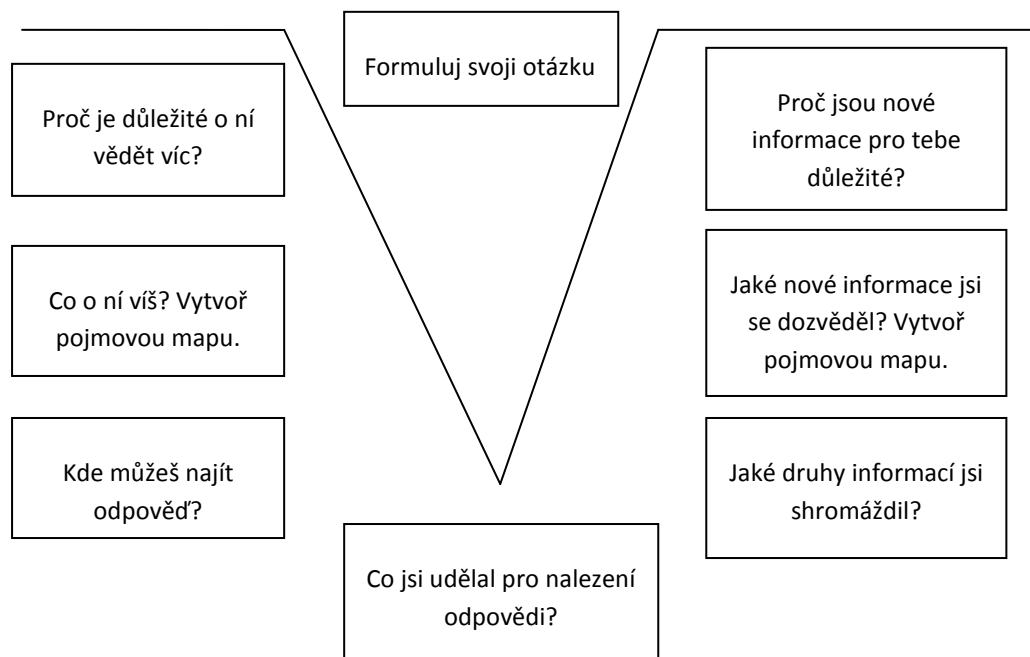 Formuluj svoji otázku
Proč je důležité o ní
vědět víc?
Co o ní víš? Vytvoř
pojmovou mapu.
Kde můžeš najít
odpověď?
Co jsi udělal pro nalezení
odpovědi?
Proč jsou nové
informace pro tebe
důležité?
Jaké nové informace jsi
se dozvěděl? Vytvoř
pojmovou mapu.
Jaké druhy informací jsi
shromáždil?